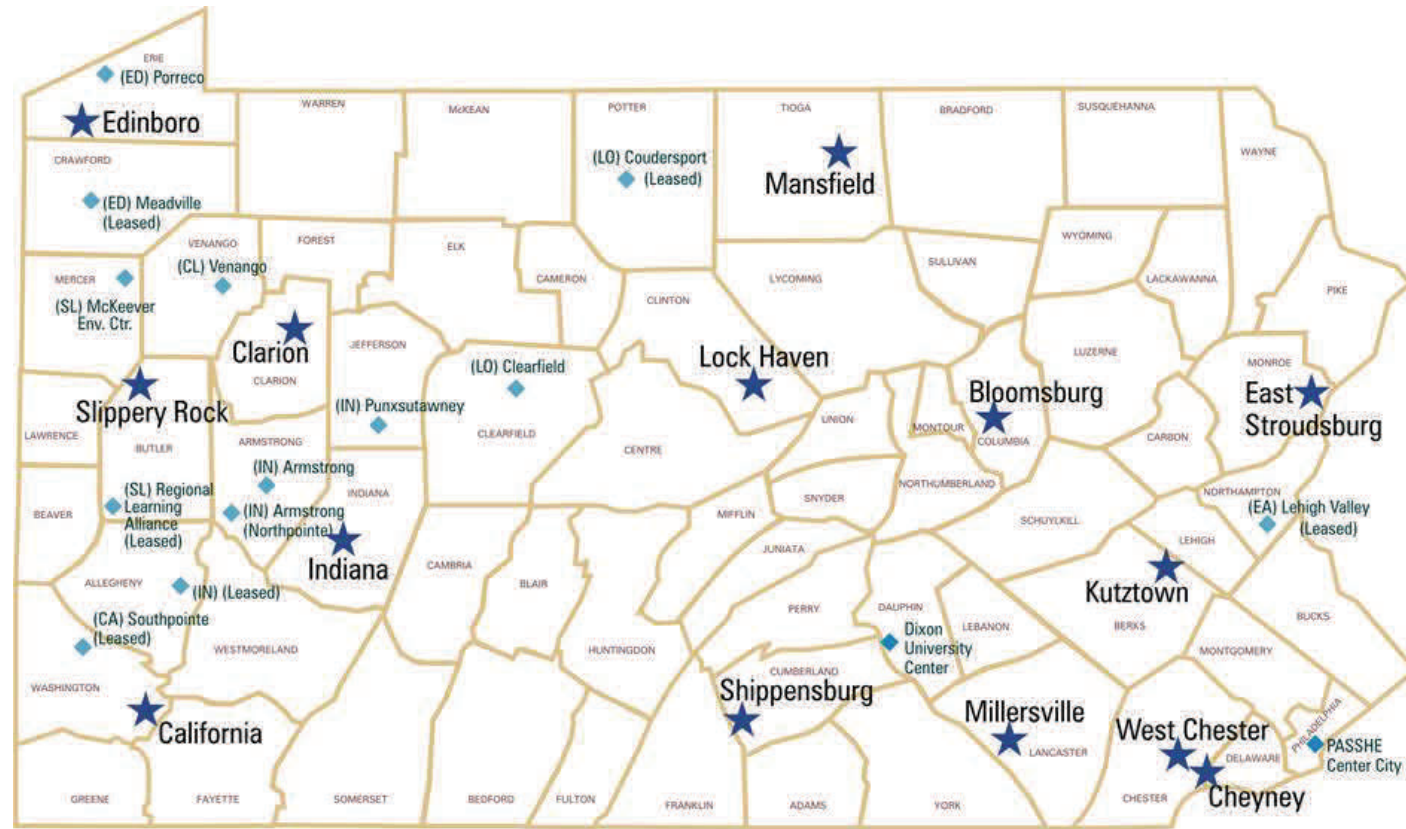 ERIE
(ED) Porreco
Edinboro
WARREN
McKEAN
POTTER
TIOGA
BRADFORD
SUSQUEHANNA
WAYNE
CRAWFORD
(ED) Meadville
(Leased)
(LO) Coudersport
(Leased)
Mansfield
VENANGO
(CL) Venango
FOREST
ELK
CAMERON
WYOMING
SULLIVAN
LACKAWANNA
PIKE
MERCER
(SL) McKeever
Env. Ctr.
CLINTON
LYCOMING
Clarion
CLARION
JEFFERSON
(LO) Clearfield
CLEARFIELD
Lock Haven
LUZERNE
MONROE
East
Stroudsburg
Slippery Rock
(IN) Punxsutawney
Bloomsburg
COLUMBIA
MONTOUR
UNION
LAWRENCE
BUTLER
ARMSTRONG
(IN) Armstrong
INDIANA
CENTRE
CARBON
BEAVER
(SL) Regional
Learning
Alliance
(Leased)
(IN) Armstrong
(Northpointe)
Indiana
SNYDER
NORTHUMBERLAND
NORTHAMPTON
(EA) Lehigh Valley
(Leased)
MIFFLIN
SCHUYLKILL
LEHIGH
JUNIATA
ALLEGHENY
(IN) (Leased)
CAMBRIA
BLAIR
Kutztown
BERKS
(CA) Southpointe
(Leased)
WESTMORELAND
HUNTINGDON
PERRY
DAUPHIN
Dixon
University
Center
LEBANON
BUCKS
MONTGOMERY
WASHINGTON
California
CUMBERLAND
Shippensburg
Millersville
LANCASTER
West Chester
DELAWARE
PHILADELPHIA
PASSHE
Center City
Cheyney
CHESTER
GREENE
FAYETTE
SOMERSET
BEDFORD
FULTON
FRANKLIN
ADAMS
YORK